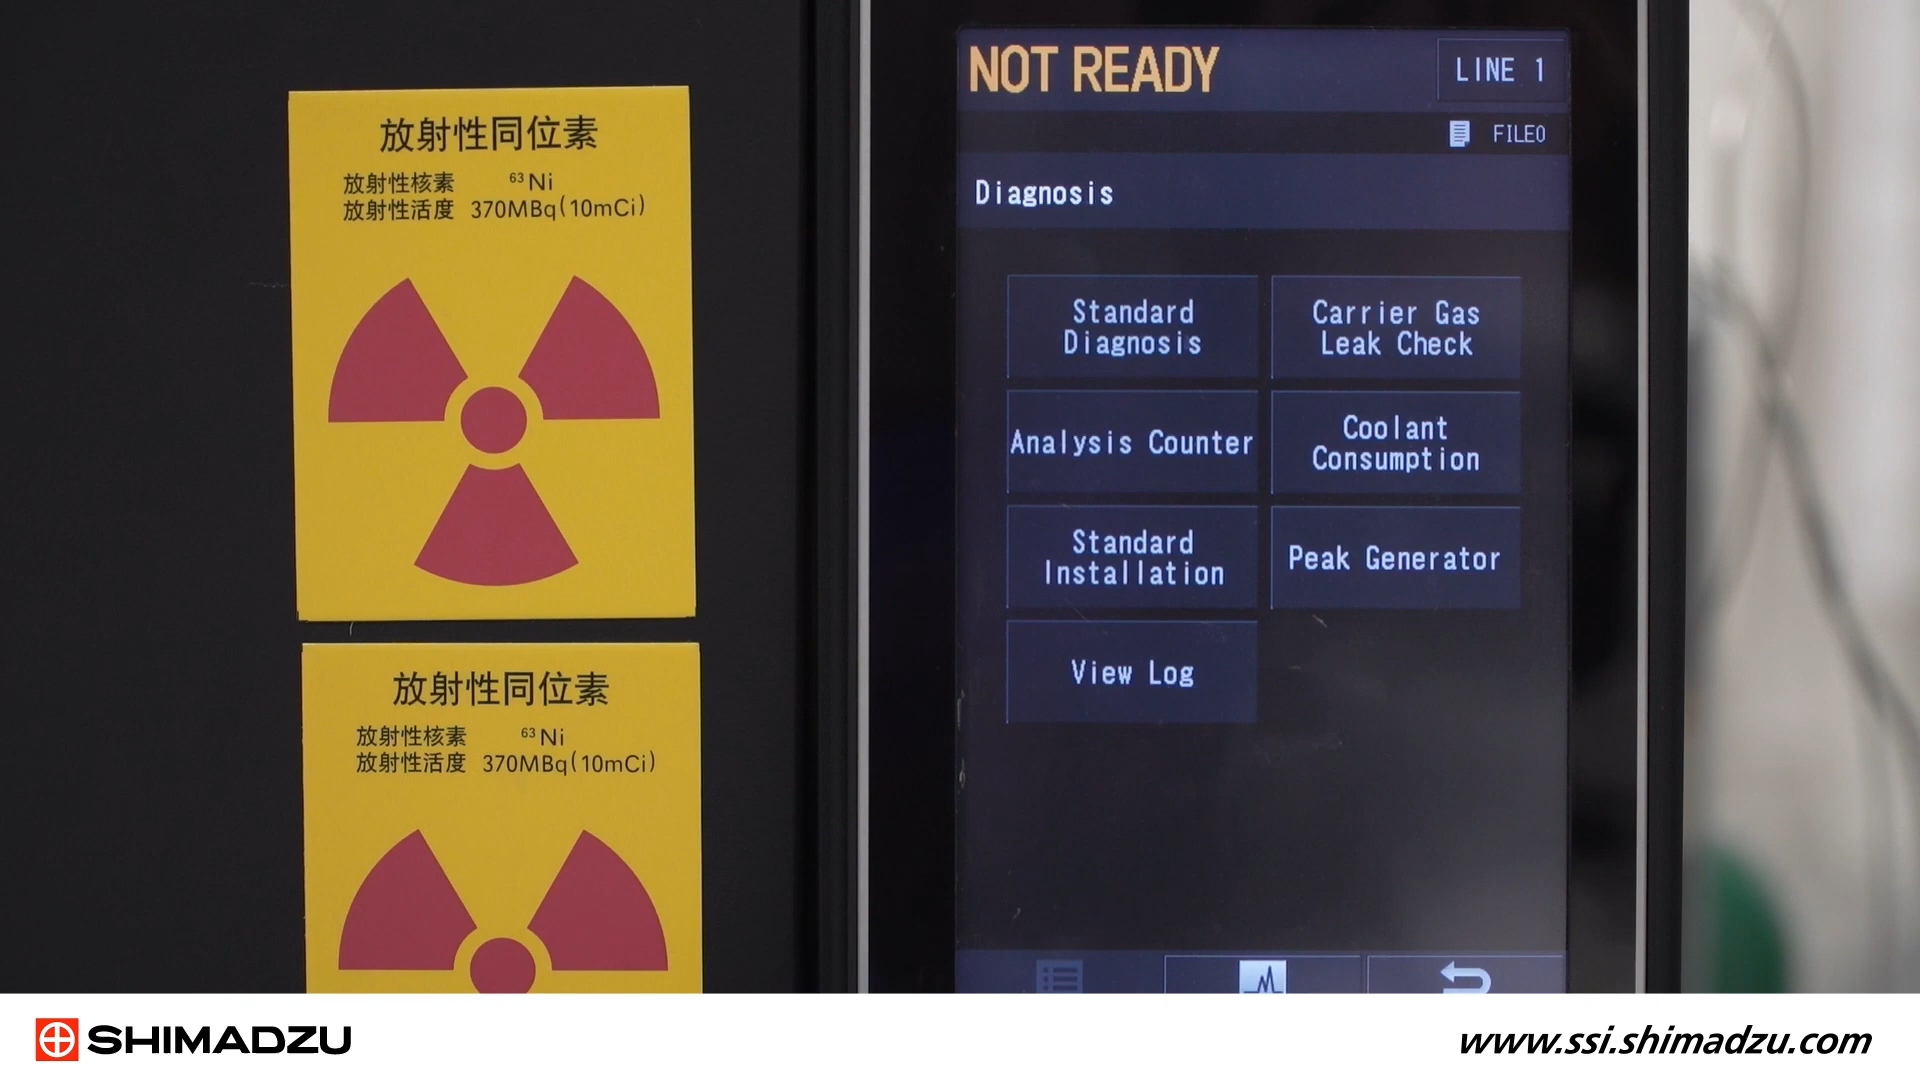 放射性同位素
放射性核素 ⁶³Ni
放射性活度 370MBq(10mCi)
放射性同位素
放射性核素 ⁶³Ni
放射性活度 370MBq(10mCi)
NOT READY
LINE 1
FILE0
Diagnosis
Standard
Diagnosis
Carrier Gas
Leak Check
Analysis Counter
Coolant
Consumption
Standard
Installation
Peak Generator
View Log
SHIMADZU
www.ssi.shimadzu.com